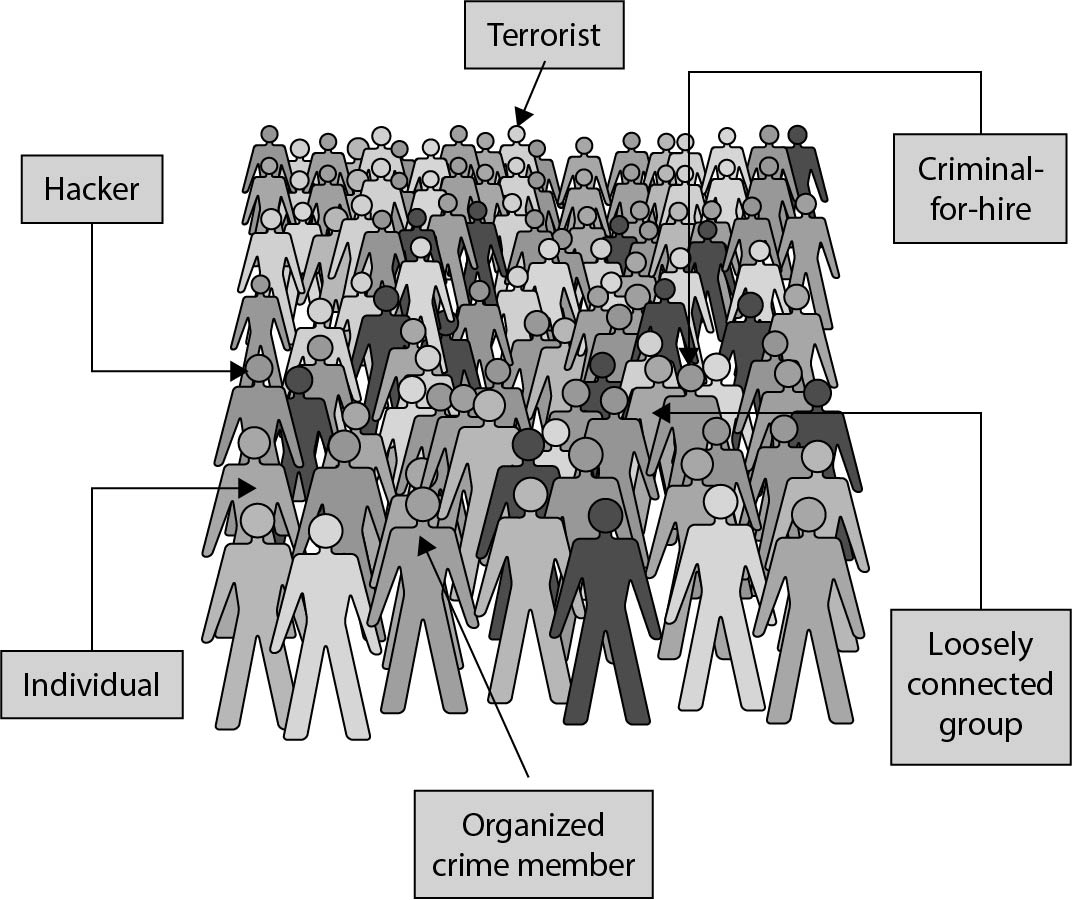 Terrorist
Hacker
Criminal-
for-hire
Individual
Loosely
connected
group
Organized
crime member